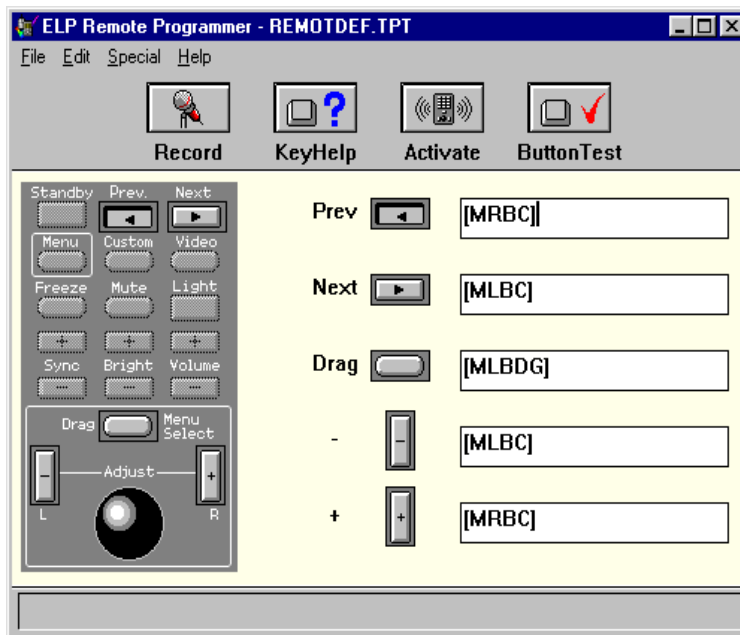 ELP Remote Programmer - REMOTDEF.TPT
File Edit Special Help
Record KeyHelp Activate ButtonTest
Standby Prev. Next
Menu Custom Video
Freeze Mute Light
+ + +
Sync Bright Volume
- - -
Drag Menu Select
- Adjust +
L R
Prev [MRBC]
Next [MLBC]
Drag [MLBDG]
- - [MLBC]
+ + [MRBC]